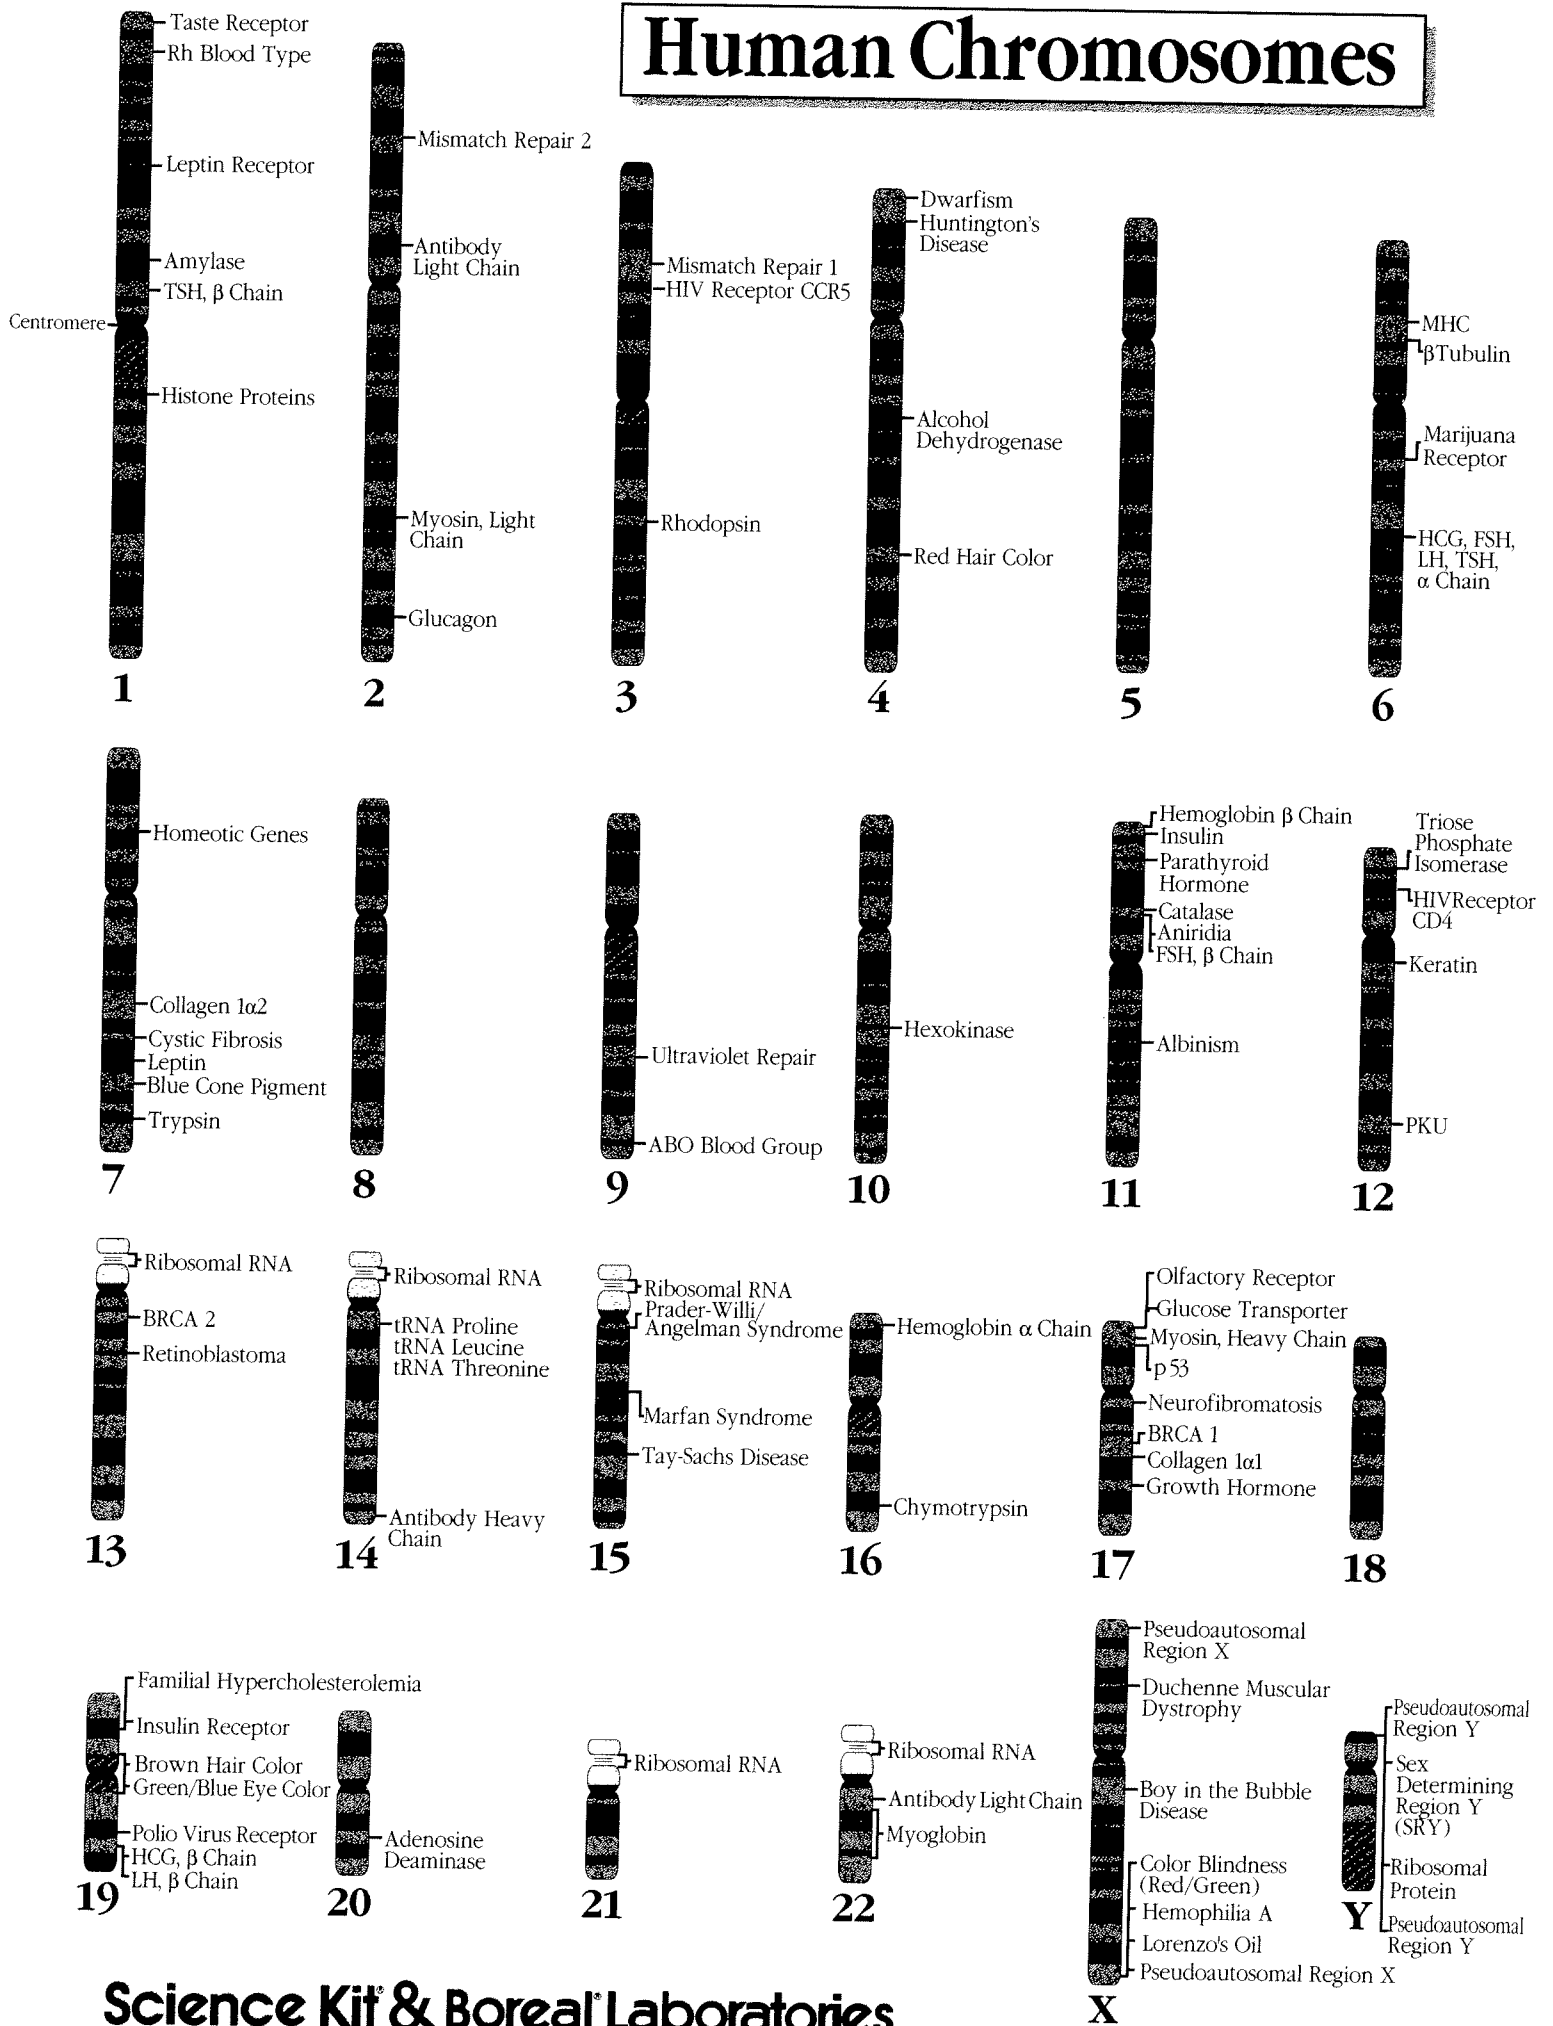 Human Chromosomes
Taste Receptor
Rh Blood Type
Leptin Receptor
Amylase
TSH, β Chain
Centromere
Histone Proteins
1
Mismatch Repair 2
Antibody
Light Chain
Myosin, Light
Chain
Glucagon
2
Mismatch Repair 1
HIV Receptor CCR5
Rhodopsin
3
Dwarfism
Huntington's
Disease
Alcohol
Dehydrogenase
Red Hair Color
4
5
MHC
βTubulin
Marijuana
Receptor
HCG, FSH,
LH, TSH,
α Chain
6
Homeotic Genes
Collagen 1α2
Cystic Fibrosis
Leptin
Blue Cone Pigment
Trypsin
7
8
Ultraviolet Repair
ABO Blood Group
9
Hexokinase
10
Hemoglobin β Chain
Insulin
Parathyroid
Hormone
Catalase
Aniridia
FSH, β Chain
Albinism
11
Triose
Phosphate
Isomerase
HIVReceptor
CD4
Keratin
PKU
12
Ribosomal RNA
BRCA 2
Retinoblastoma
13
Ribosomal RNA
tRNA Proline
tRNA Leucine
tRNA Threonine
Antibody Heavy
Chain
14
Ribosomal RNA
Prader-Willi/
Angelman Syndrome
Marfan Syndrome
Tay-Sachs Disease
15
Hemoglobin α Chain
Chymotrypsin
16
Olfactory Receptor
Glucose Transporter
Myosin, Heavy Chain
p53
Neurofibromatosis
BRCA 1
Collagen 1α1
Growth Hormone
17
18
Familial Hypercholesterolemia
Insulin Receptor
Brown Hair Color
Green/Blue Eye Color
Polio Virus Receptor
HCG, β Chain
LH, β Chain
19
Adenosine
Deaminase
20
Ribosomal RNA
21
Ribosomal RNA
Antibody Light Chain
Myoglobin
22
Pseudoautosomal
Region X
Duchenne Muscular
Dystrophy
Boy in the Bubble
Disease
Color Blindness
(Red/Green)
Hemophilia A
Lorenzo's Oil
Pseudoautosomal Region X
X
Pseudoautosomal
Region Y
Sex
Determining
Region Y
(SRY)
Ribosomal
Protein
Pseudoautosomal
Region Y
Y
Science Kit® & Boreal® Laboratories